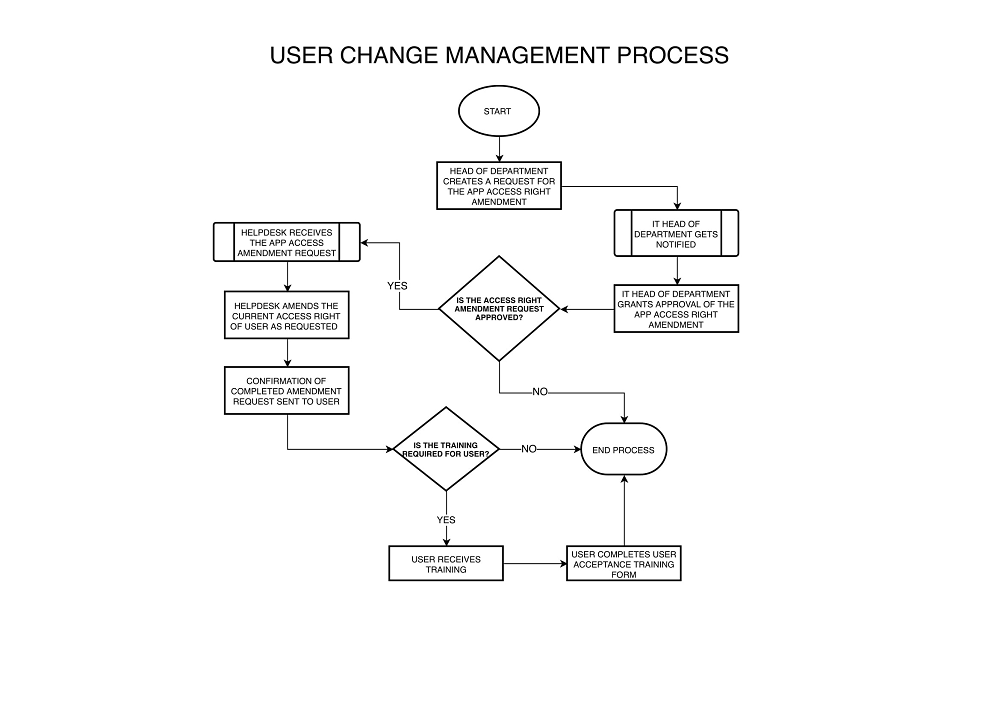 USER CHANGE MANAGEMENT PROCESS
START
HEAD OF DEPARTMENT
CREATES A REQUEST FOR
THE APP ACCESS RIGHT
AMENDMENT
IT HEAD OF
DEPARTMENT GETS
NOTIFIED
IT HEAD OF DEPARTMENT
GRANTS APPROVAL OF THE
APP ACCESS RIGHT
AMENDMENT
IS THE ACCESS RIGHT
AMENDMENT REQUEST
APPROVED?
YES
HELPDESK RECEIVES
THE APP ACCESS
AMENDMENT REQUEST
HELPDESK AMENDS THE
CURRENT ACCESS RIGHT
OF USER AS REQUESTED
CONFIRMATION OF
COMPLETED AMENDMENT
REQUEST SENT TO USER
NO
IS THE TRAINING
REQUIRED FOR USER?
NO
END PROCESS
YES
USER RECEIVES
TRAINING
USER COMPLETES USER
ACCEPTANCE TRAINING
FORM